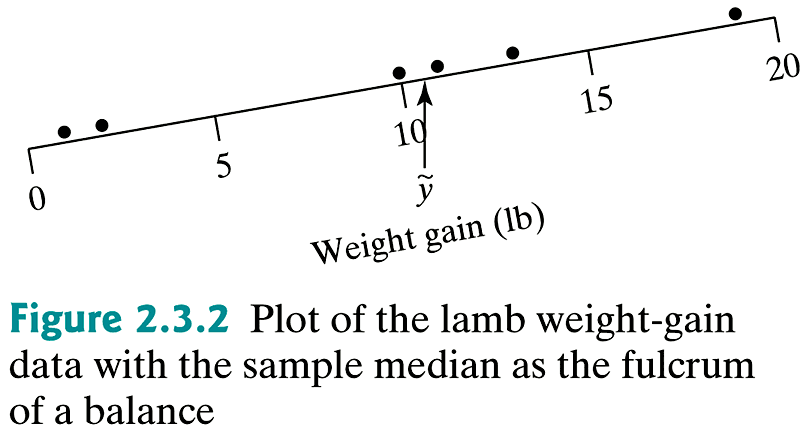 0
5
10
15
20
ỹ
Weight gain (lb)
Figure 2.3.2 Plot of the lamb weight-gain
data with the sample median as the fulcrum
of a balance